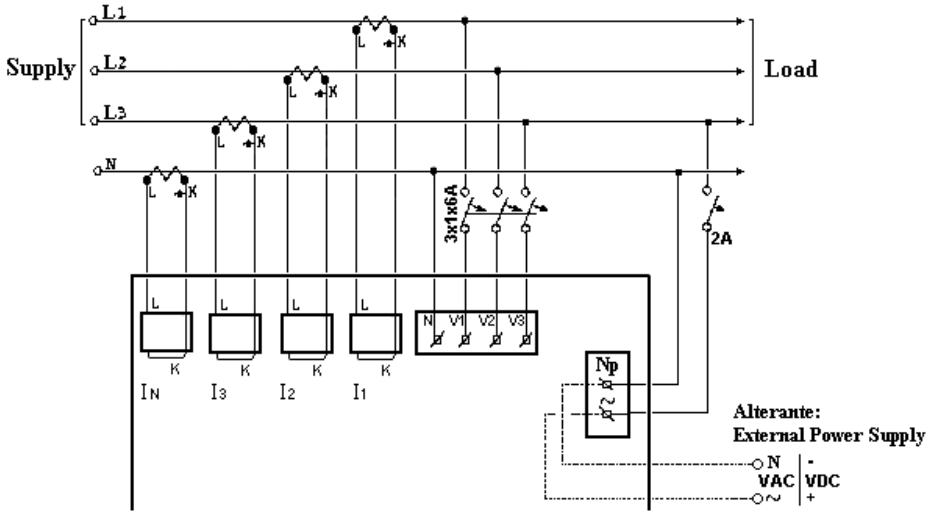 L1
L K
Supply L2 Load
L K
L3
L K
N
L K
3x1x6A
2A
L L L L N V1 V2 V3
K K K K
IN I3 I2 I1
Np
~
Alterante:
External Power Supply
N -
VAC VDC
~ +